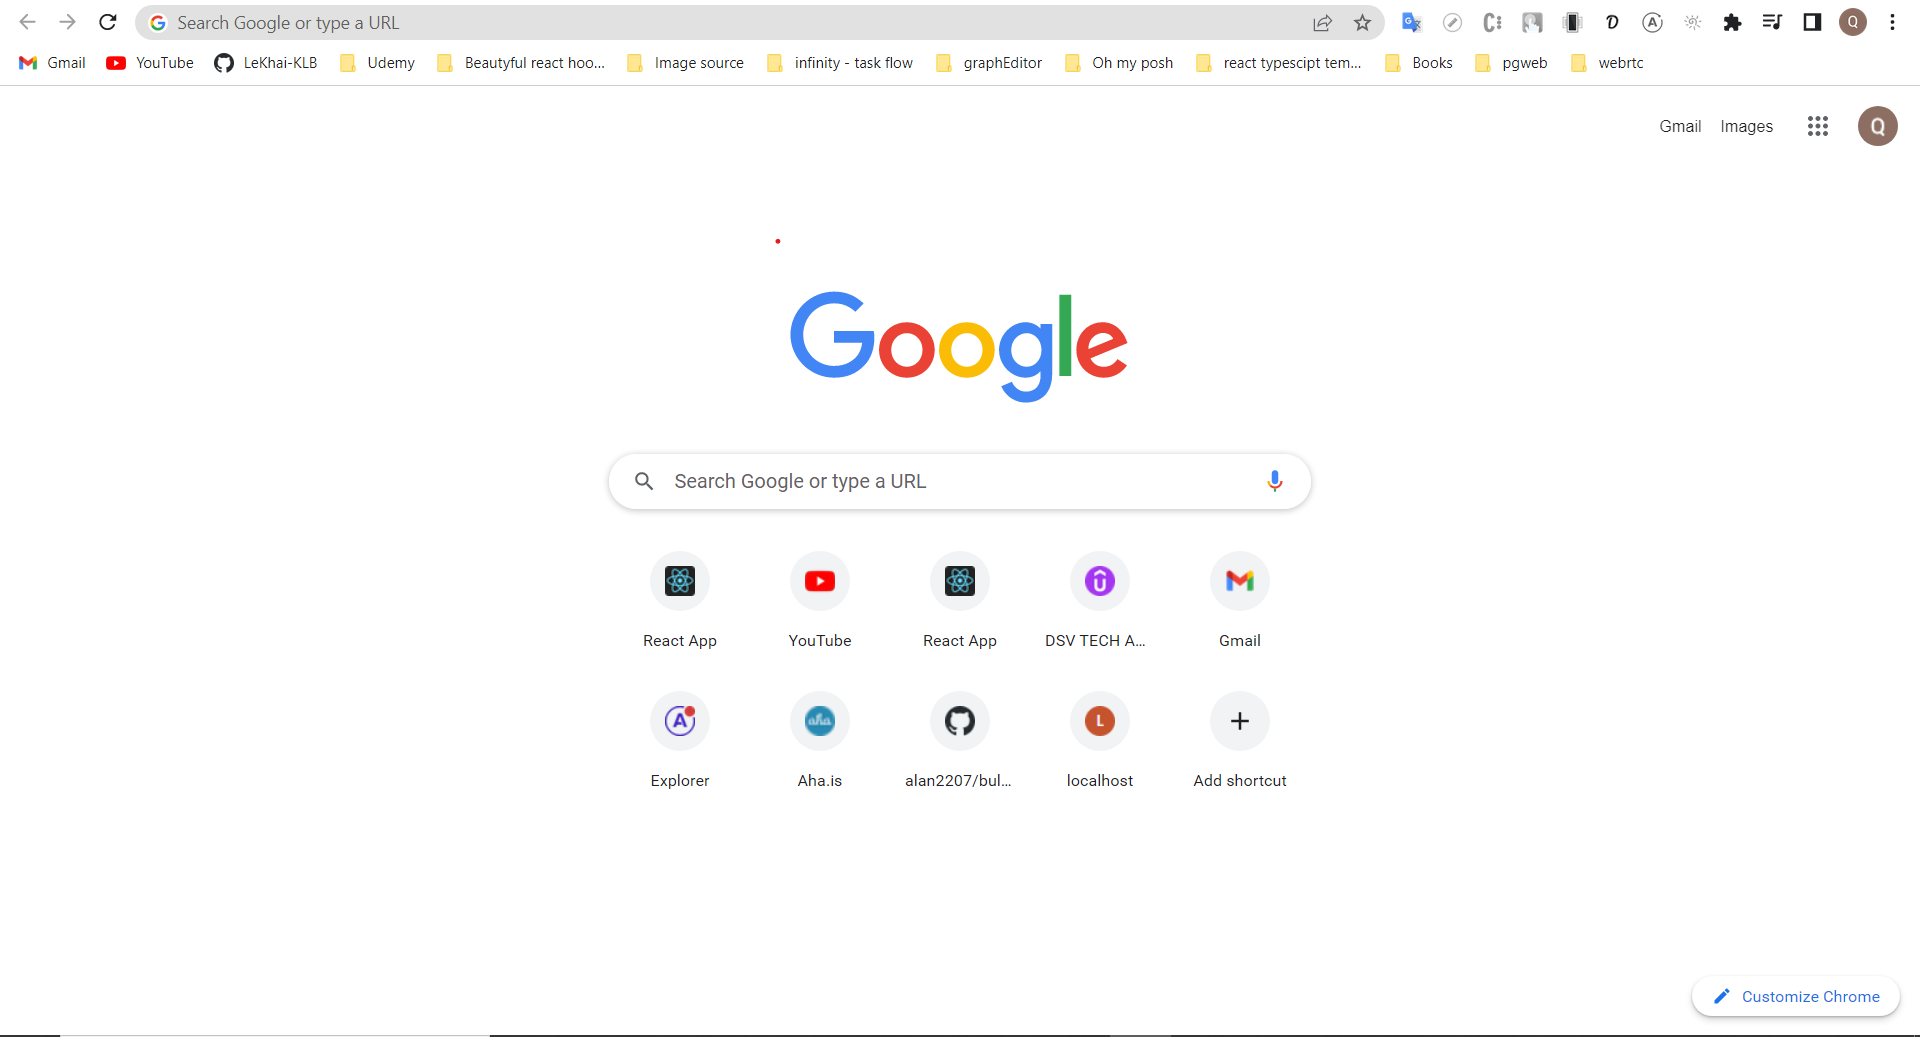 Search Google or type a URL
Gmail YouTube LeKhai-KLB Udemy Beautyful react hoo... Image source infinity - task flow graphEditor Oh my posh react typescipt tem... Books pgweb webrtc
Gmail Images Q
Google
Search Google or type a URL
React App YouTube React App DSV TECH A... Gmail
Explorer Aha.is alan2207/bul... localhost Add shortcut
Customize Chrome